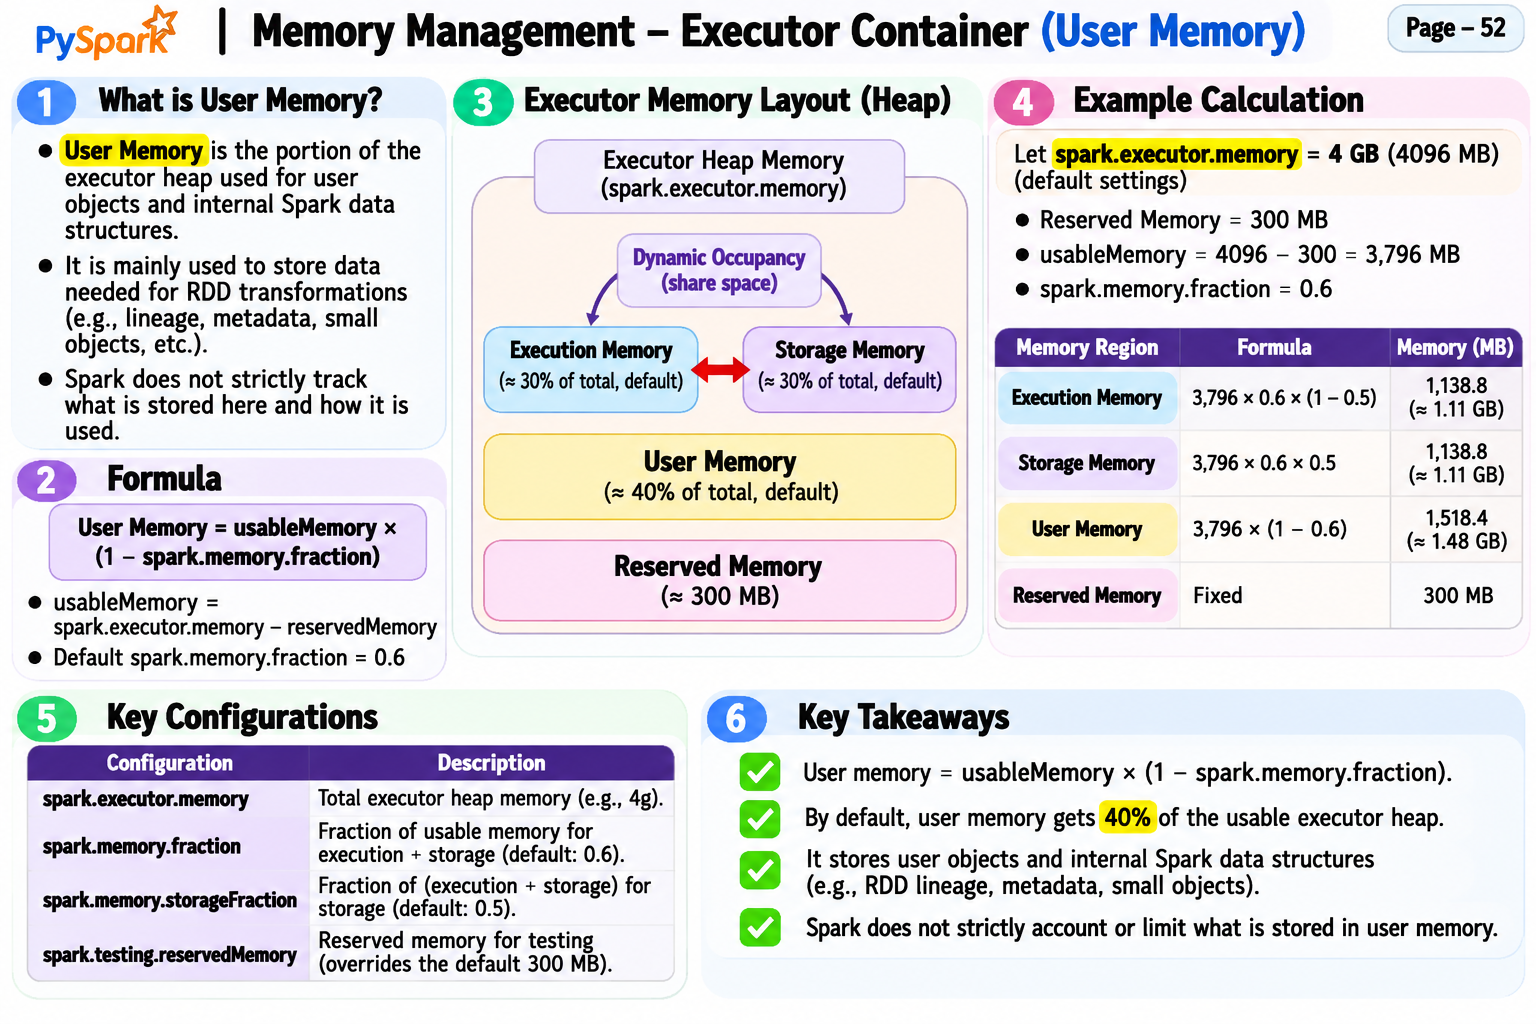 PySpark
| Memory Management – Executor Container (User Memory)
Page – 52
1 What is User Memory?
● User Memory is the portion of the
executor heap used for user
objects and internal Spark data
structures.
● It is mainly used to store data
needed for RDD transformations
(e.g., lineage, metadata, small
objects, etc.).
● Spark does not strictly track
what is stored here and how it is
used.
2 Formula
User Memory = usableMemory ×
(1 – spark.memory.fraction)
● usableMemory =
spark.executor.memory – reservedMemory
● Default spark.memory.fraction = 0.6
3 Executor Memory Layout (Heap)
Executor Heap Memory
(spark.executor.memory)
Dynamic Occupancy
(share space)
Execution Memory
(≈ 30% of total, default)
Storage Memory
(≈ 30% of total, default)
User Memory
(≈ 40% of total, default)
Reserved Memory
(≈ 300 MB)
4 Example Calculation
Let spark.executor.memory = 4 GB (4096 MB)
(default settings)
● Reserved Memory = 300 MB
● usableMemory = 4096 – 300 = 3,796 MB
● spark.memory.fraction = 0.6
Memory Region Formula Memory (MB)
Execution Memory 3,796 × 0.6 × (1 – 0.5) 1,138.8
(≈ 1.11 GB)
Storage Memory 3,796 × 0.6 × 0.5 1,138.8
(≈ 1.11 GB)
User Memory 3,796 × (1 – 0.6) 1,518.4
(≈ 1.48 GB)
Reserved Memory Fixed 300 MB
5 Key Configurations
Configuration Description
spark.executor.memory Total executor heap memory (e.g., 4g).
spark.memory.fraction Fraction of usable memory for
execution + storage (default: 0.6).
spark.memory.storageFraction Fraction of (execution + storage) for
storage (default: 0.5).
spark.testing.reservedMemory Reserved memory for testing
(overrides the default 300 MB).
6 Key Takeaways
User memory = usableMemory × (1 – spark.memory.fraction).
By default, user memory gets 40% of the usable executor heap.
It stores user objects and internal Spark data structures
(e.g., RDD lineage, metadata, small objects).
Spark does not strictly account or limit what is stored in user memory.